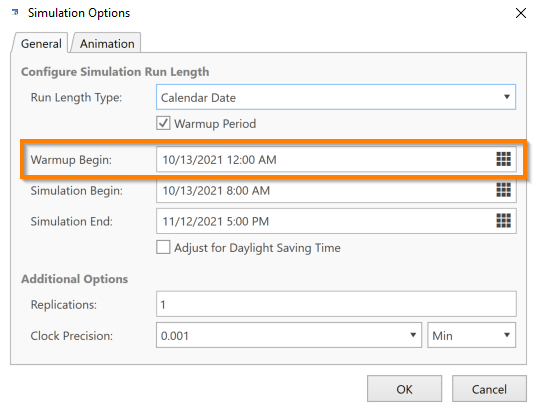 Simulation Options
General Animation
Configure Simulation Run Length
Run Length Type: Calendar Date
Warmup Period
Warmup Begin: 10/13/2021 12:00 AM
Simulation Begin: 10/13/2021 8:00 AM
Simulation End: 11/12/2021 5:00 PM
Adjust for Daylight Saving Time
Additional Options
Replications: 1
Clock Precision: 0.001 Min
OK Cancel